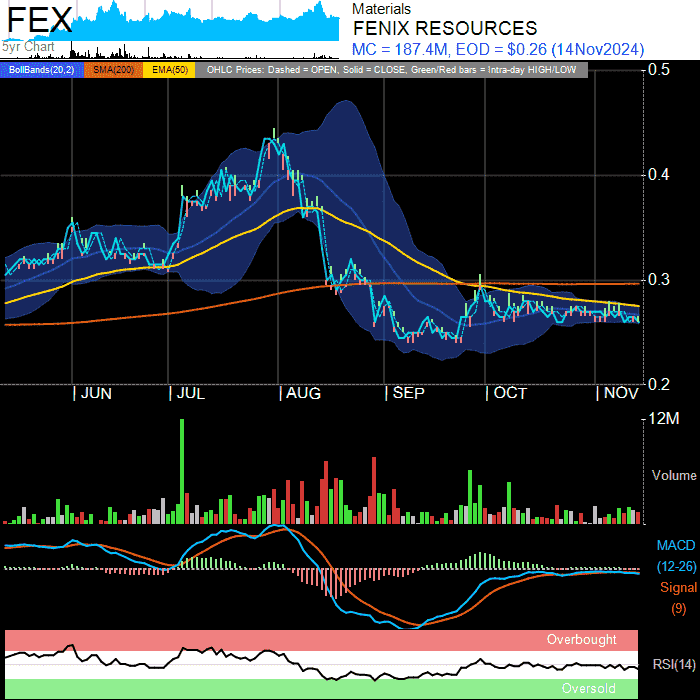 FEX
5yr Chart
Materials
FENIX RESOURCES
MC = 187.4M, EOD = $0.26 (14Nov2024)
BollBands(20,2) SMA(200) EMA(50) OHLC Prices: Dashed = OPEN, Solid = CLOSE, Green/Red bars = Intra-day HIGH/LOW
0.5
0.4
0.3
0.2
JUN JUL AUG SEP OCT NOV
12M
Volume
MACD
(12-26)
Signal
(9)
Overbought
RSI(14)
Oversold